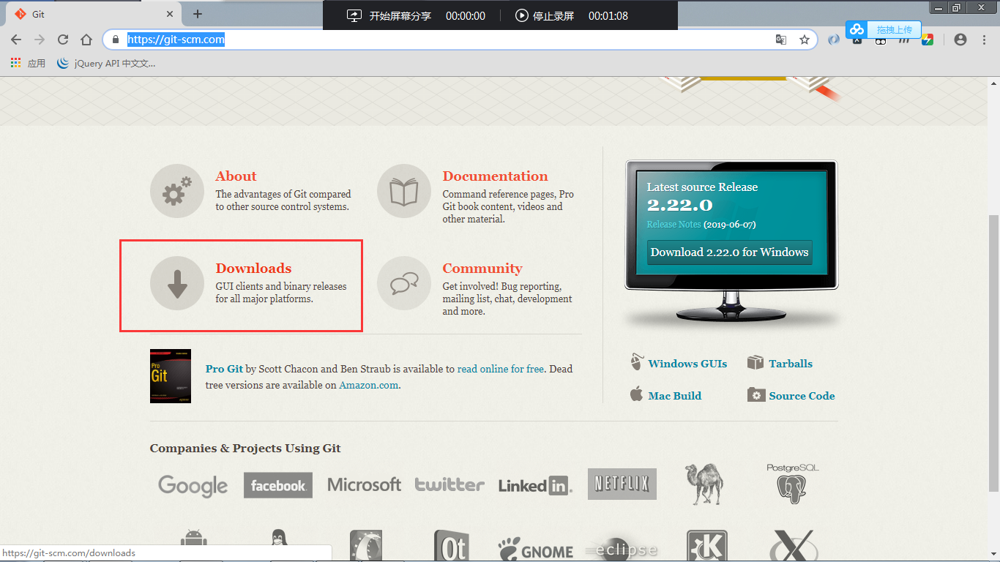 Git
开始屏幕分享 00:00:00
停止录屏 00:01:08
https://git-scm.com
拖拽上传
应用
jQuery API 中文文...
About
The advantages of Git compared
to other source control systems.
Documentation
Command reference pages, Pro
Git book content, videos and
other material.
Downloads
GUI clients and binary releases
for all major platforms.
Community
Get involved! Bug reporting,
mailing list, chat, development
and more.
Latest source Release
2.22.0
Release Notes (2019-06-07)
Download 2.22.0 for Windows
Windows GUIs
Tarballs
Mac Build
Source Code
Pro
Git
Pro Git by Scott Chacon and Ben Straub is available to read online for free. Dead
tree versions are available on Amazon.com.
Companies & Projects Using Git
Google
facebook
Microsoft
twitter
Linked in
NETFLIX
PostgreSQL
Qt
GNOME
eclipse
K
X
https://git-scm.com/downloads